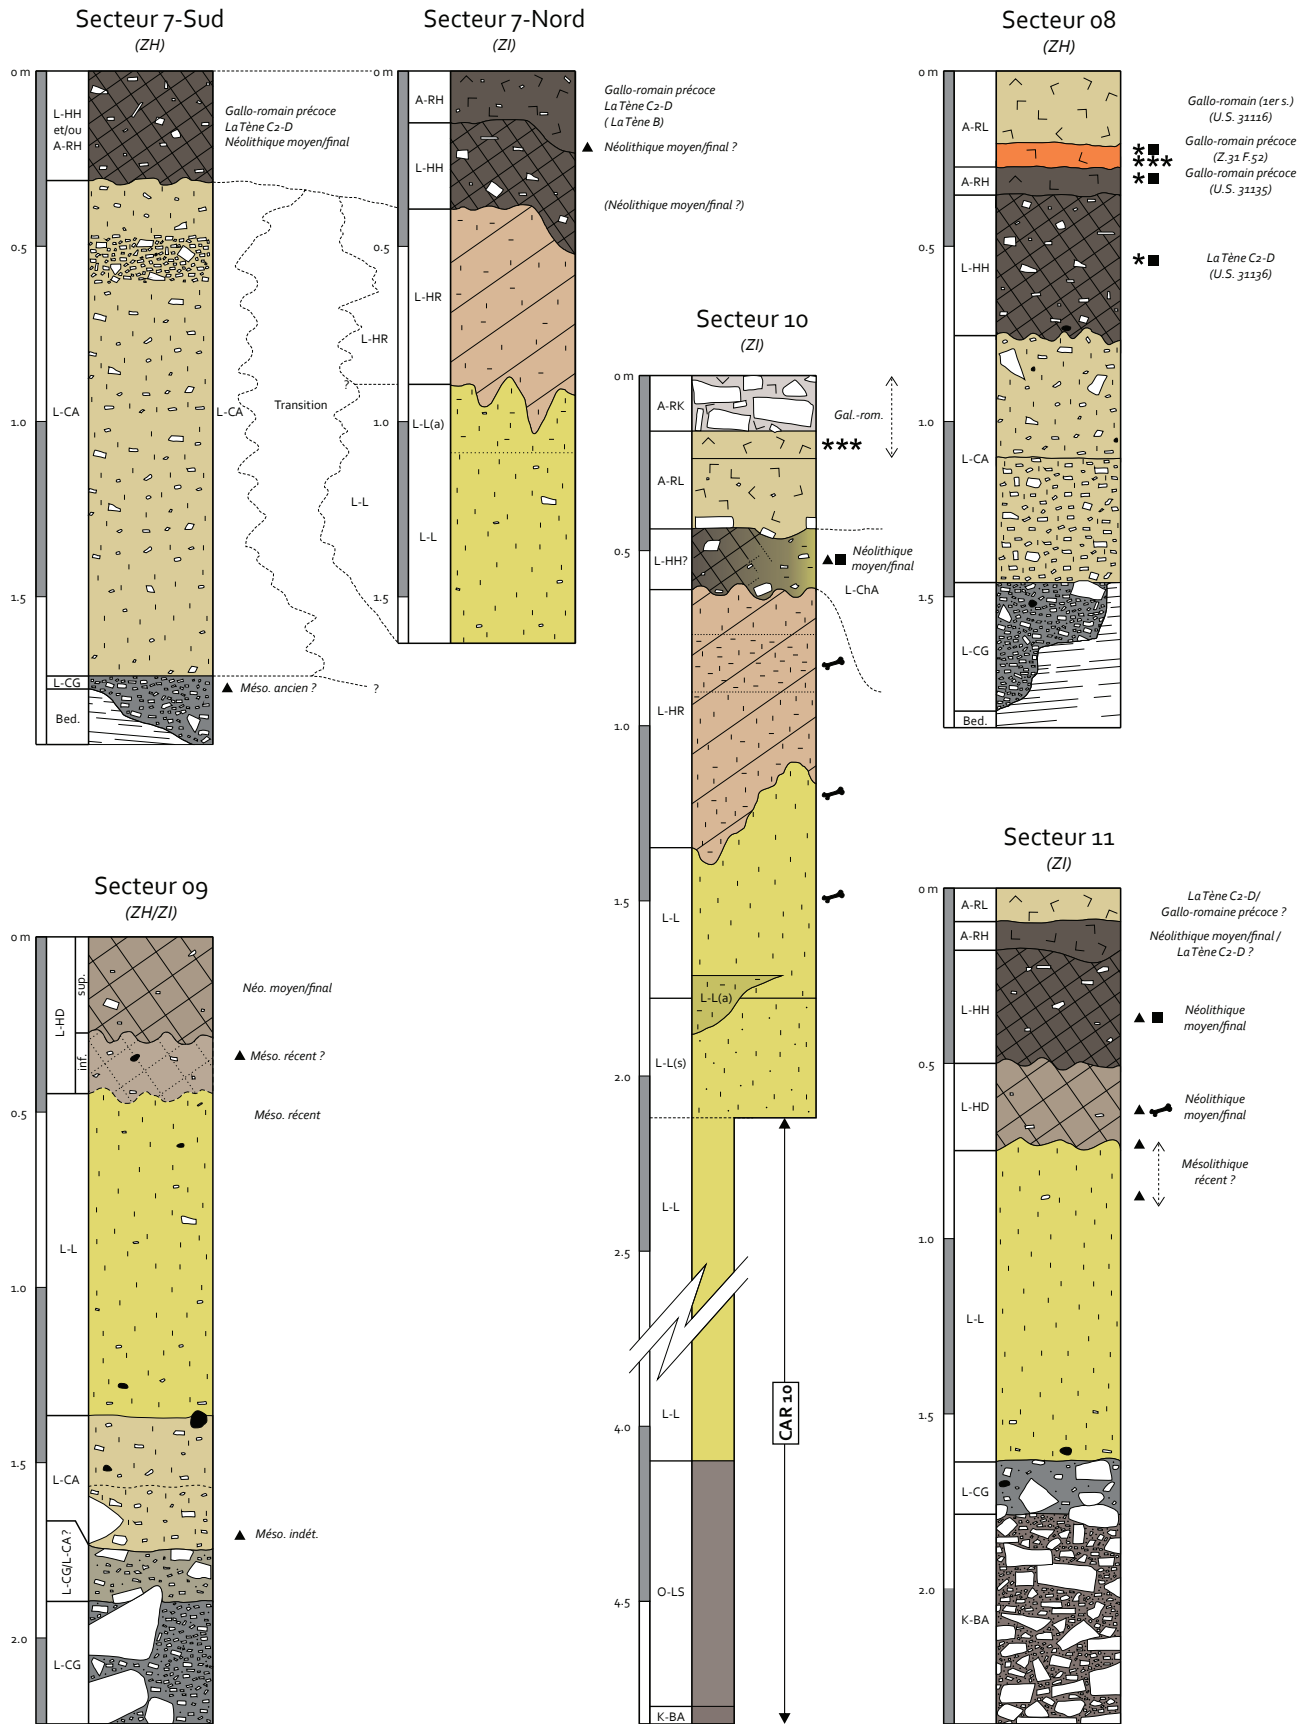 Secteur 7-Sud
(ZH)
0 m
0.5
1.0
1.5
L-HH
et/ou
A-RH
L-CA
L-CG
Bed.
Gallo-romain précoce
La Tène C2-D
Néolithique moyen/final
L-CA
Transition
L-HR
?
L-L
▲ Méso. ancien ?
?
Secteur 7-Nord
(ZI)
0 m
0.5
1.0
1.5
A-RH
L-HH
L-HR
L-L(a)
L-L
Gallo-romain précoce
La Tène C2-D
( La Tène B)
▲ Néolithique moyen/final ?
(Néolithique moyen/final ?)
Secteur 08
(ZH)
0 m
0.5
1.0
1.5
A-RL
A-RH
L-HH
L-CA
L-CG
Bed.
Gallo-romain (1er s.)
(U.S. 31116)
*■ Gallo-romain précoce
*** (Z.31 F.52)
*■ Gallo-romain précoce
(U.S. 31135)
*■ La Tène C2-D
(U.S. 31136)
Secteur 10
(ZI)
0 m
0.5
1.0
1.5
2.0
2.5
4.0
4.5
A-RK
A-RL
L-HH?
L-HR
L-L
L-L(a)
L-L(s)
L-L
L-L
O-LS
K-BA
Gal.-rom.
***
▲■ Néolithique
moyen/final
L-ChA
CAR 10
Secteur 09
(ZH/ZI)
0 m
0.5
1.0
1.5
2.0
L-HD
sup.
inf.
L-L
L-CA
L-CG/L-CA ?
L-CG
Néo. moyen/final
▲ Méso. récent ?
Méso. récent
▲ Méso. indét.
Secteur 11
(ZI)
0 m
0.5
1.0
1.5
2.0
A-RL
A-RH
L-HH
L-HD
L-L
L-CG
K-BA
La Tène C2-D/
Gallo-romaine précoce ?
Néolithique moyen/final /
La Tène C2-D ?
▲ ■ Néolithique
moyen/final
▲ Néolithique
moyen/final
▲
Mésolithique
récent ?
▲